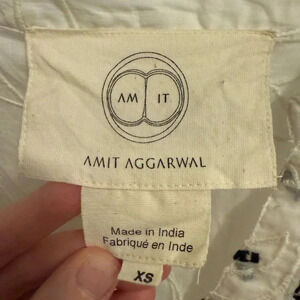 AM IT
AMIT AGGARWAL
Made in India
Fabriqué en Inde
XS